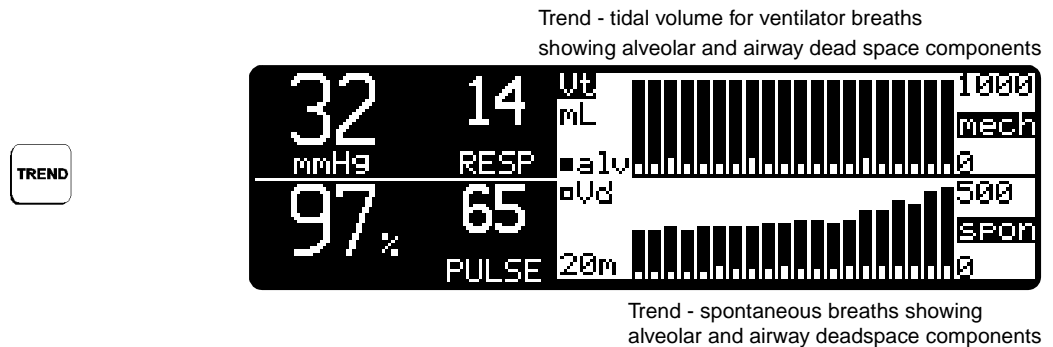 Trend - tidal volume for ventilator breaths
showing alveolar and airway dead space components
TREND
32
mmHg
14
RESP
97 %
65
PULSE
Vt
mL
▪alv
▫Vd
20m
1000
mech
0
500
spon
0
Trend - spontaneous breaths showing
alveolar and airway deadspace components